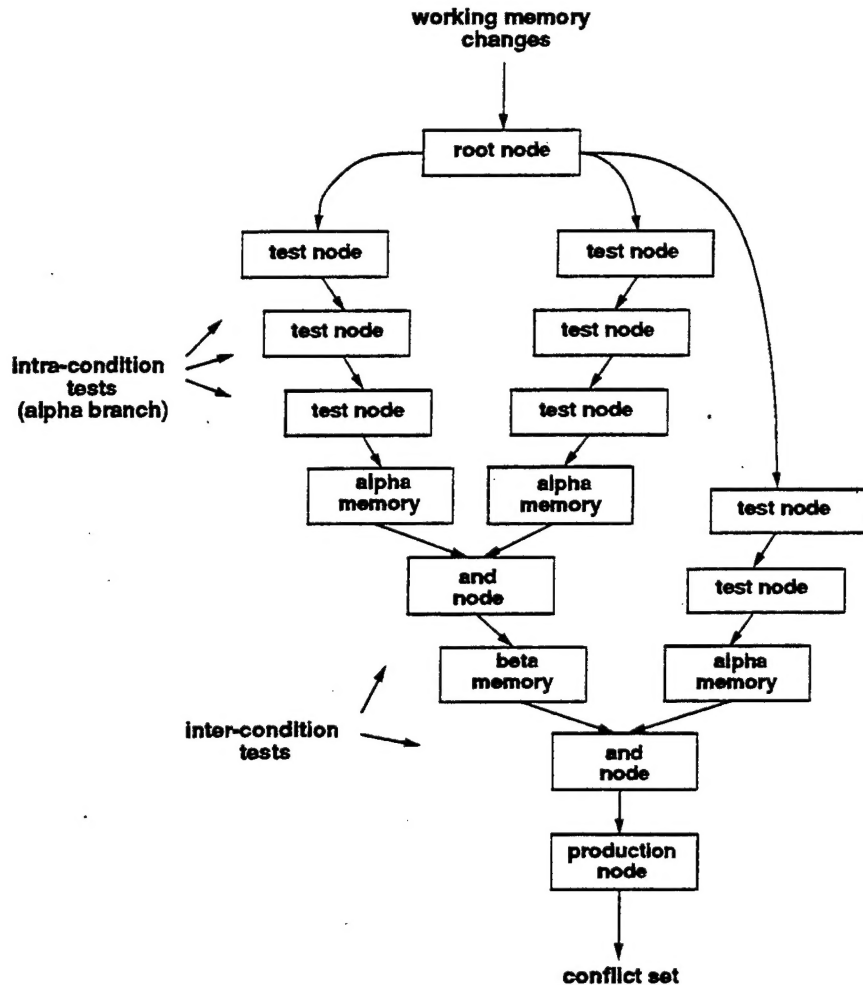 working memory
changes
root node
test node
test node
test node
test node
intra-condition
tests
(alpha branch)
test node
test node
alpha
memory
alpha
memory
test node
and
node
test node
beta
memory
alpha
memory
inter-condition
tests
and
node
production
node
conflict set